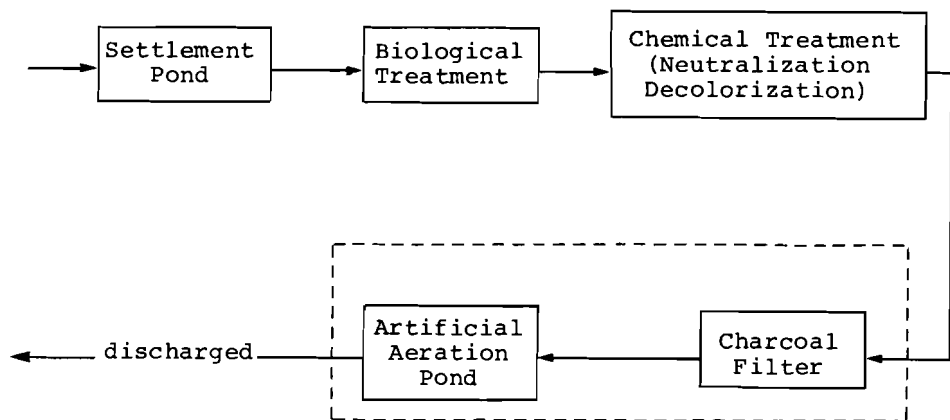 Settlement
Pond
Biological
Treatment
Chemical Treatment
(Neutralization
Decolorization)
Charcoal
Filter
Artificial
Aeration
Pond
discharged